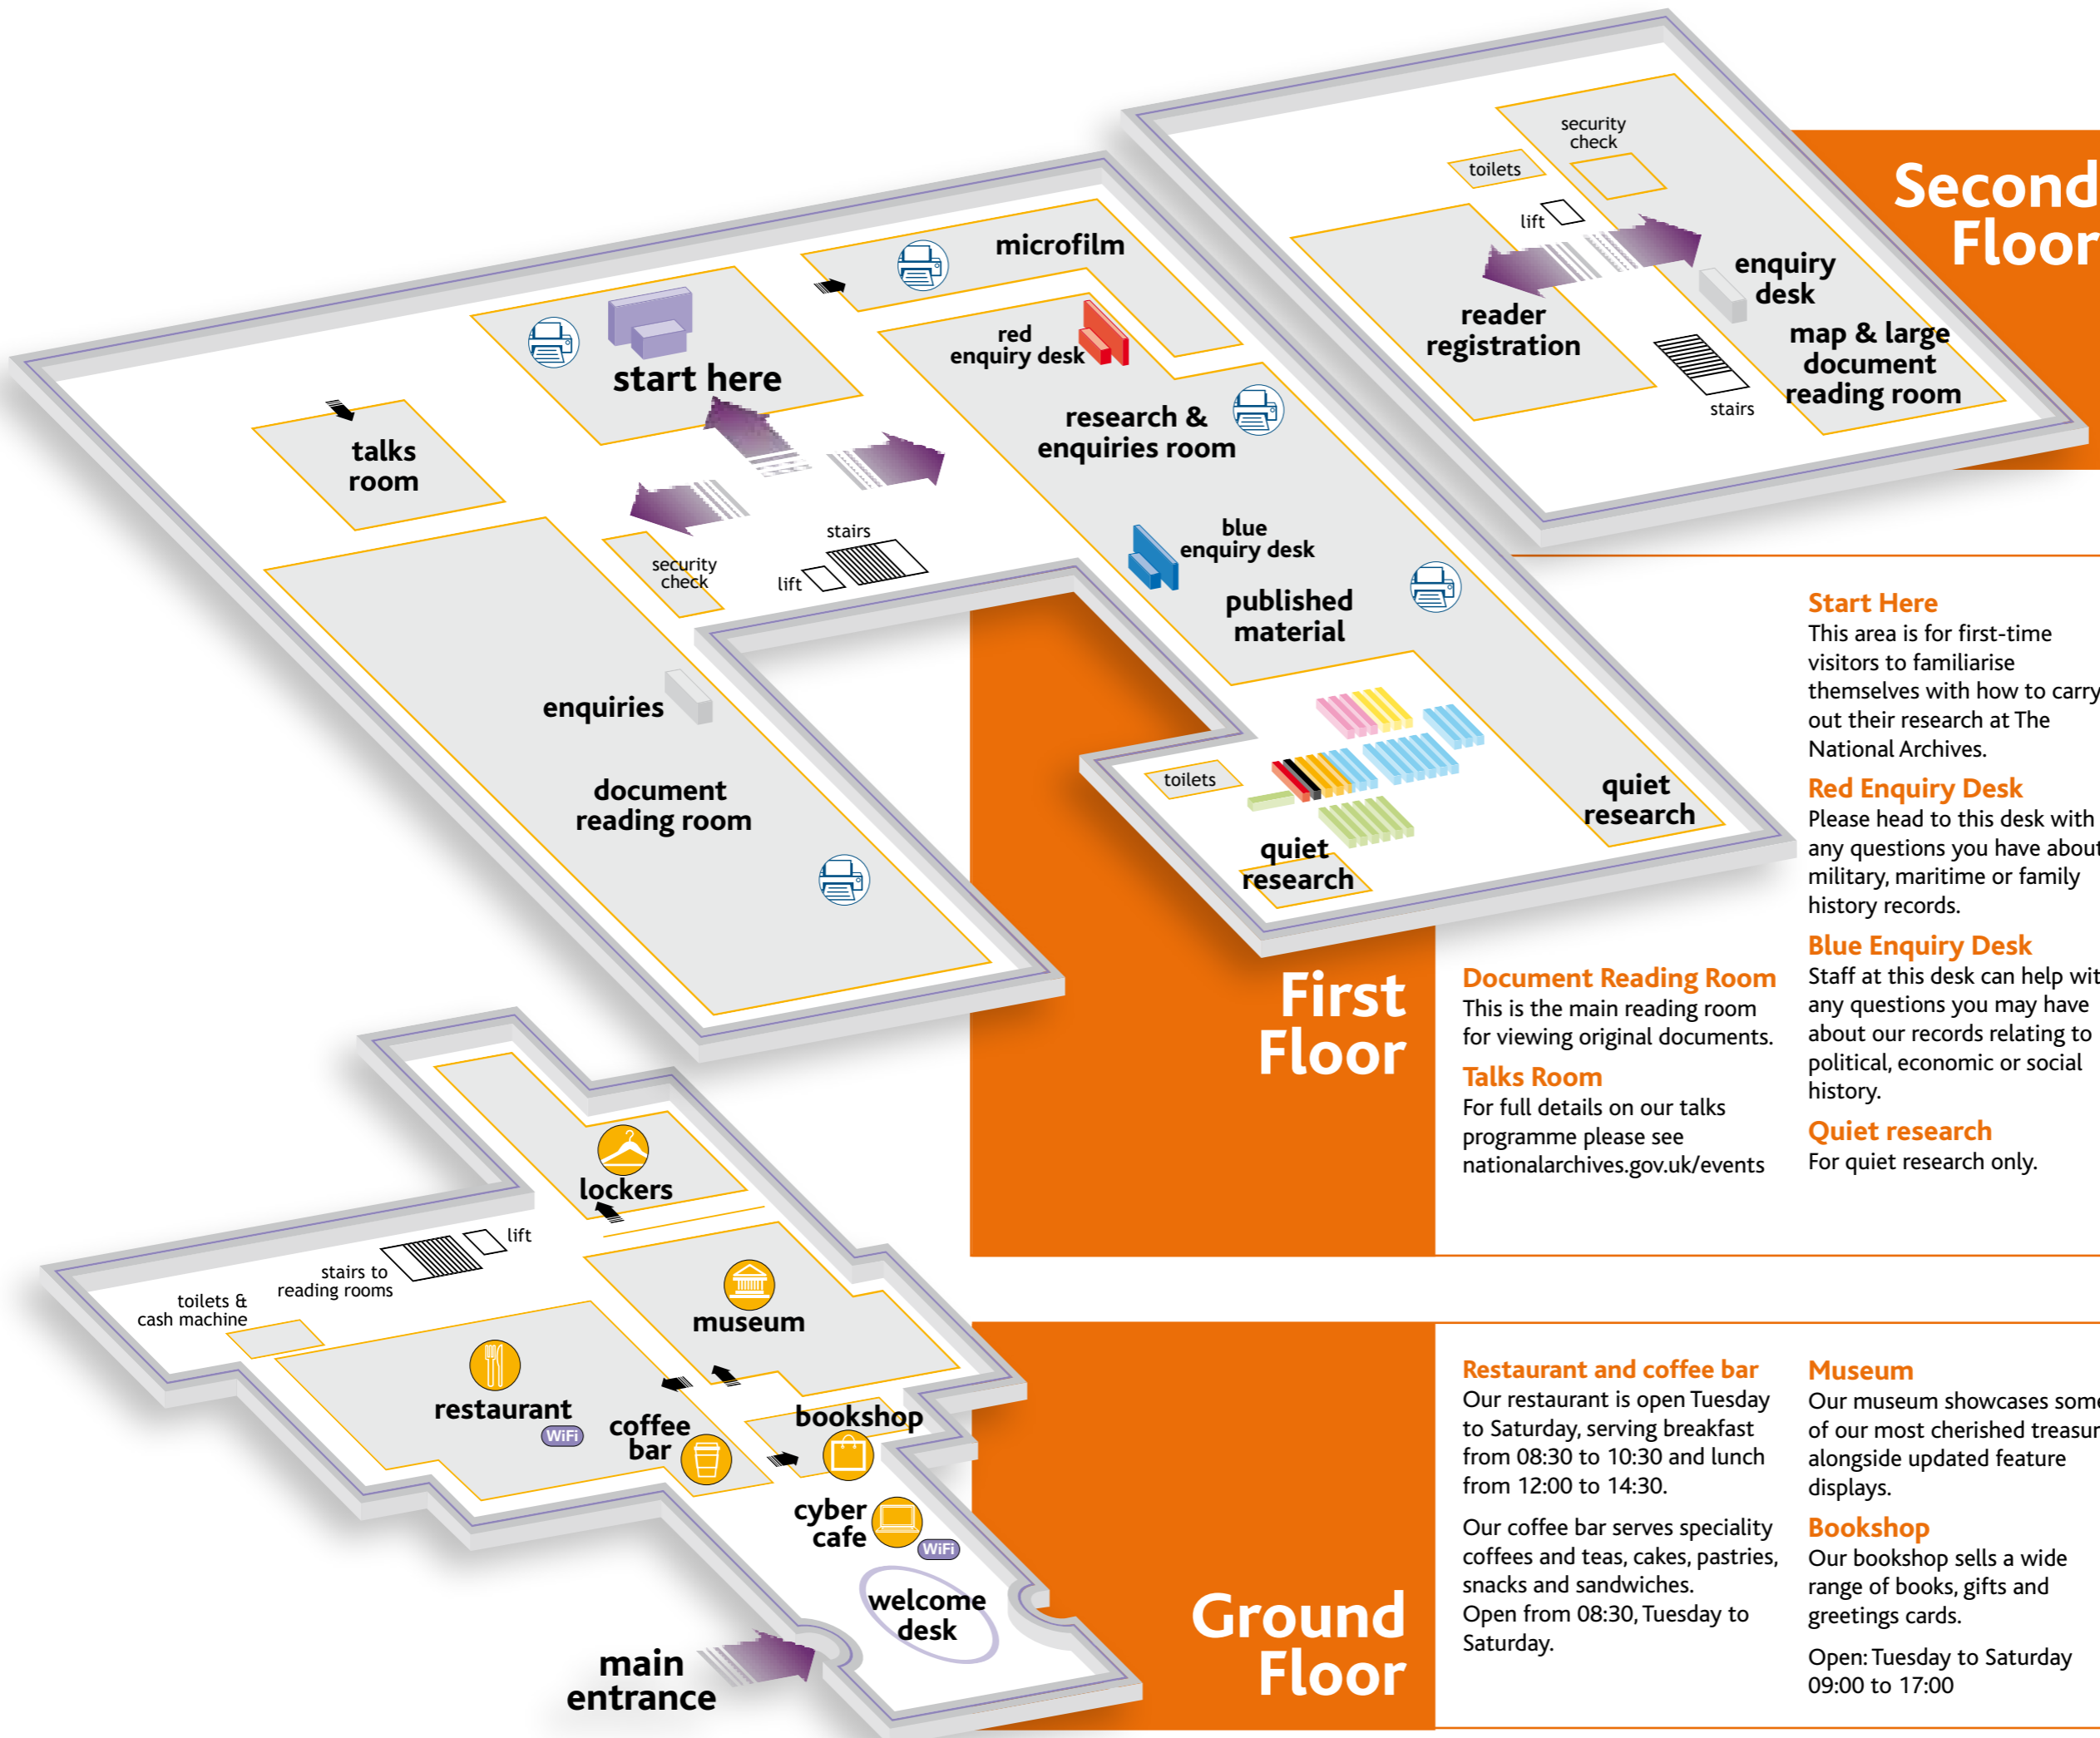 security
check
toilets
lift
Second
Floor
enquiry
desk
reader
registration
map & large
document
reading room
stairs
microfilm
red
enquiry desk
start here
research &
enquiries room
talks
room
stairs
security
check
lift
blue
enquiry desk
published
material
enquiries
document
reading room
toilets
quiet
research
quiet
research
First
Floor
Start Here
This area is for first-time
visitors to familiarise
themselves with how to carry
out their research at The
National Archives.
Red Enquiry Desk
Please head to this desk with
any questions you have about
military, maritime or family
history records.
Blue Enquiry Desk
Staff at this desk can help wit
any questions you may have
about our records relating to
political, economic or social
history.
Quiet research
For quiet research only.
Document Reading Room
This is the main reading room
for viewing original documents.
Talks Room
For full details on our talks
programme please see
nationalarchives.gov.uk/events
lockers
lift
stairs to
reading rooms
toilets &
cash machine
museum
restaurant
WiFi
coffee
bar
bookshop
cyber
cafe
WiFi
welcome
desk
main
entrance
Ground
Floor
Restaurant and coffee bar
Our restaurant is open Tuesday
to Saturday, serving breakfast
from 08:30 to 10:30 and lunch
from 12:00 to 14:30.
Our coffee bar serves speciality
coffees and teas, cakes, pastries,
snacks and sandwiches.
Open from 08:30, Tuesday to
Saturday.
Museum
Our museum showcases some
of our most cherished treasur
alongside updated feature
displays.
Bookshop
Our bookshop sells a wide
range of books, gifts and
greetings cards.
Open: Tuesday to Saturday
09:00 to 17:00